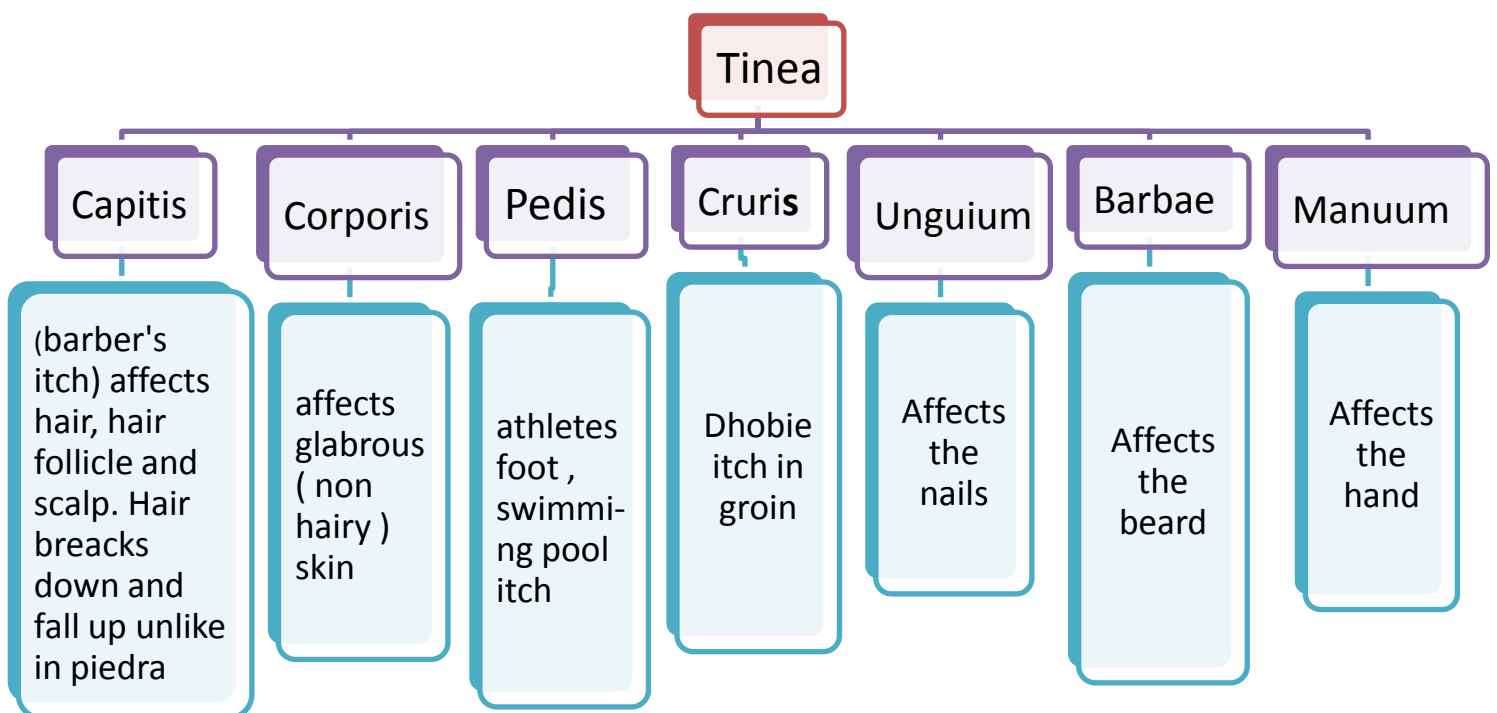 Tinea
Capitis
Corporis
Pedis
Cruris
Unguium
Barbae
Manuum
(barber's
itch) affects
hair, hair
follicle and
scalp. Hair
breacks
down and
fall up unlike
in piedra
affects
glabrous
( non
hairy )
skin
athletes
foot ,
swimmi-
ng pool
itch
Dhobie
itch in
groin
Affects
the
nails
Affects
the
beard
Affects
the
hand